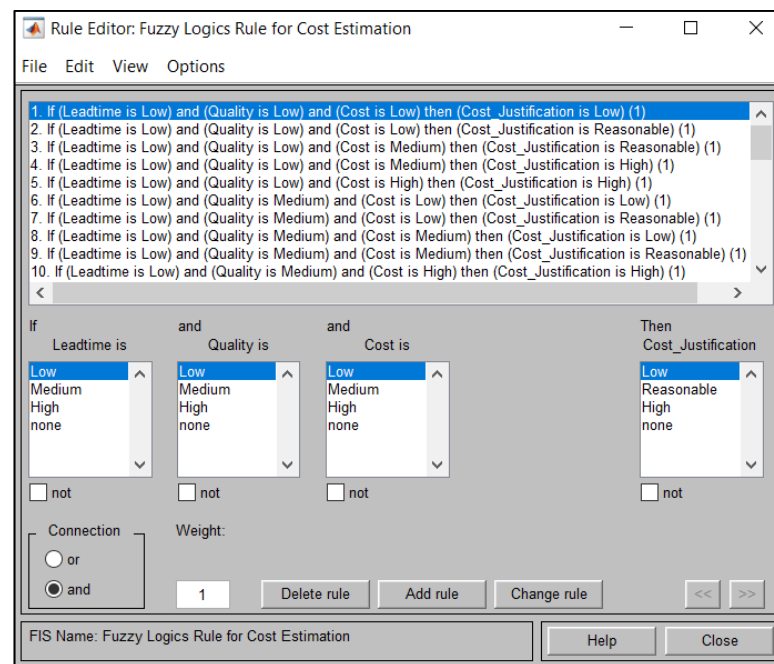 Rule Editor: Fuzzy Logics Rule for Cost Estimation
File Edit View Options
1. If (Leadtime is Low) and (Quality is Low) and (Cost is Low) then (Cost_Justification is Low) (1)
2. If (Leadtime is Low) and (Quality is Low) and (Cost is Low) then (Cost_Justification is Reasonable) (1)
3. If (Leadtime is Low) and (Quality is Low) and (Cost is Medium) then (Cost_Justification is Reasonable) (1)
4. If (Leadtime is Low) and (Quality is Low) and (Cost is Medium) then (Cost_Justification is High) (1)
5. If (Leadtime is Low) and (Quality is Low) and (Cost is High) then (Cost_Justification is High) (1)
6. If (Leadtime is Low) and (Quality is Medium) and (Cost is Low) then (Cost_Justification is Low) (1)
7. If (Leadtime is Low) and (Quality is Medium) and (Cost is Low) then (Cost_Justification is Reasonable) (1)
8. If (Leadtime is Low) and (Quality is Medium) and (Cost is Medium) then (Cost_Justification is Low) (1)
9. If (Leadtime is Low) and (Quality is Medium) and (Cost is Medium) then (Cost_Justification is Reasonable) (1)
10. If (Leadtime is Low) and (Quality is Medium) and (Cost is High) then (Cost_Justification is High) (1)
If and and Then
Leadtime is Quality is Cost is Cost_Justification
Low Low Low Low
Medium Medium Medium Reasonable
High High High High
none none none none
not not not not
Connection Weight:
or
and 1 Delete rule Add rule Change rule << >>
FIS Name: Fuzzy Logics Rule for Cost Estimation Help Close